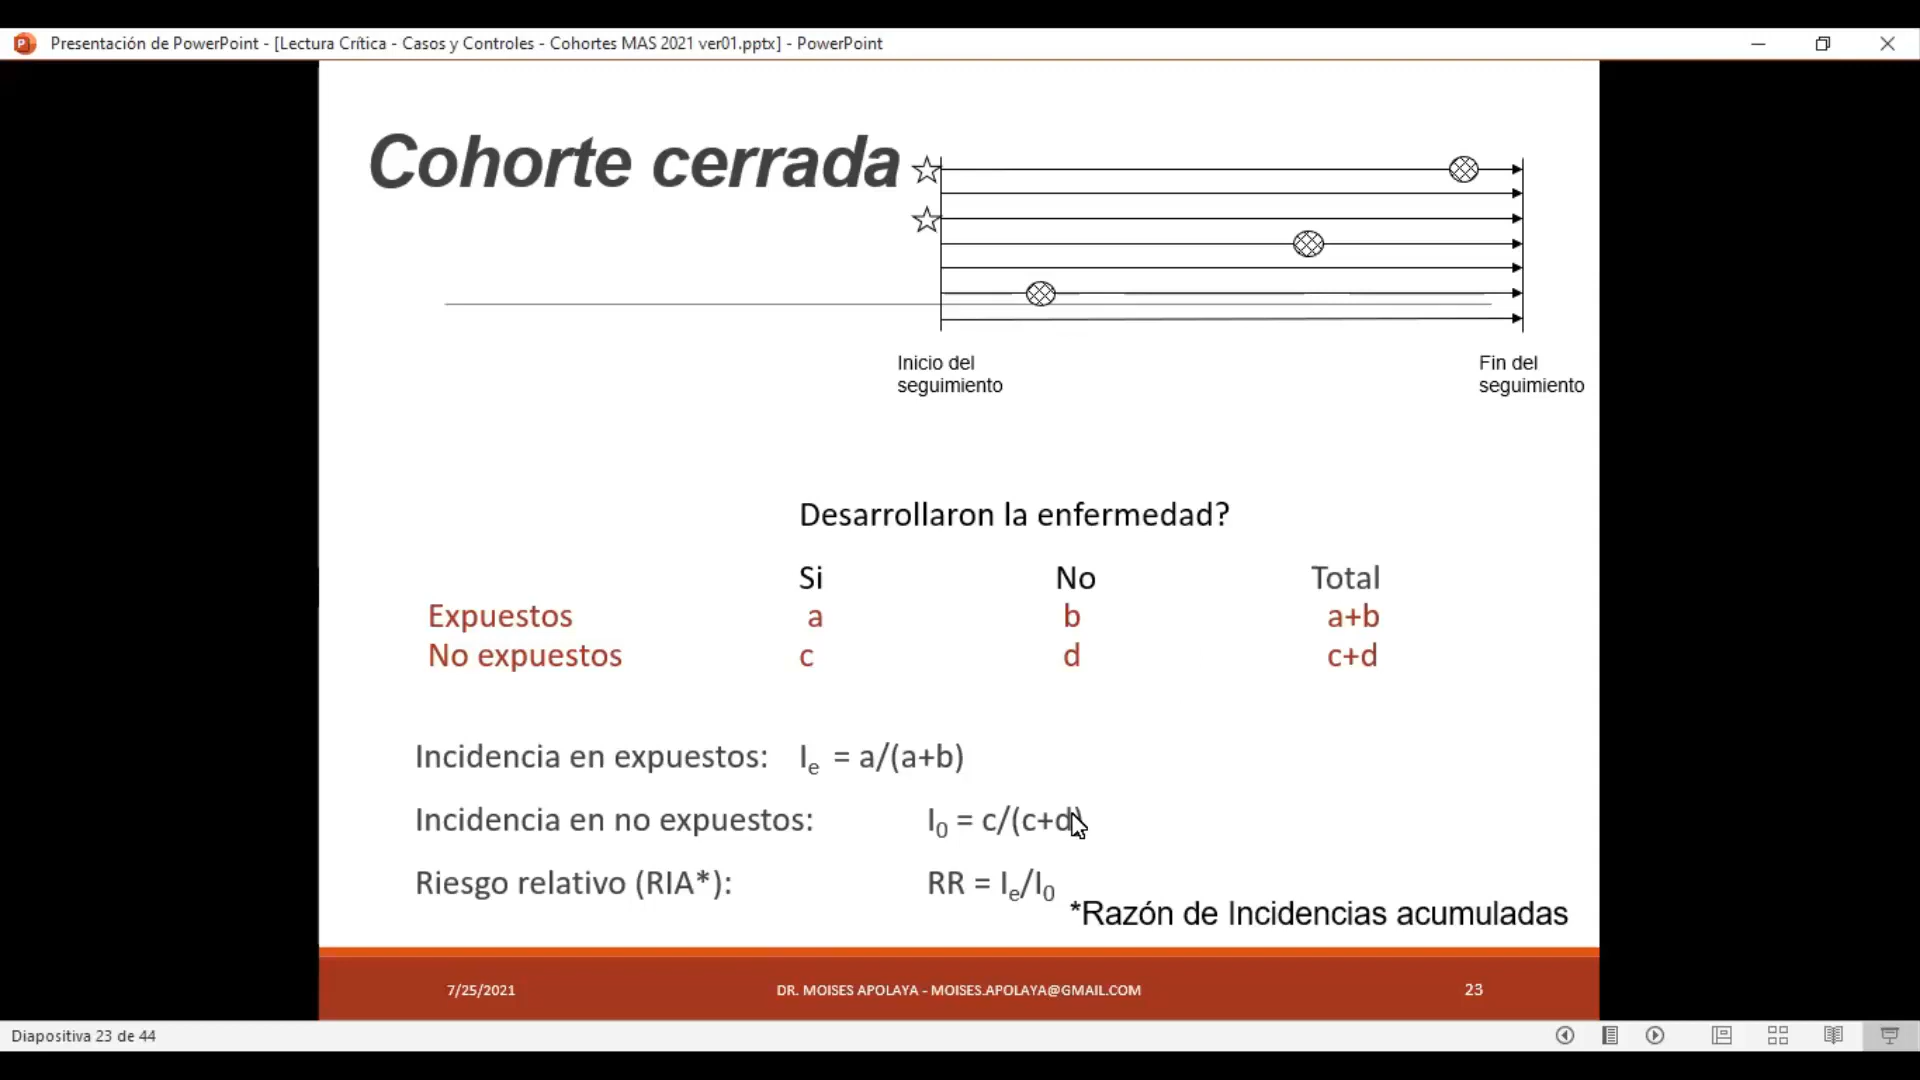 Presentación de PowerPoint - [Lectura Crítica - Casos y Controles - Cohortes MAS 2021 ver01.pptx] - PowerPoint
Cohorte cerrada
Inicio del
seguimiento
Fin del
seguimiento
Desarrollaron la enfermedad?
Si No Total
Expuestos a b a+b
No expuestos c d c+d
Incidencia en expuestos: Ie = a/(a+b)
Incidencia en no expuestos: I0 = c/(c+d)
Riesgo relativo (RIA*): RR = Ie/I0
*Razón de Incidencias acumuladas
7/25/2021 DR. MOISES APOLAYA - MOISES.APOLAYA@GMAIL.COM 23
Diapositiva 23 de 44